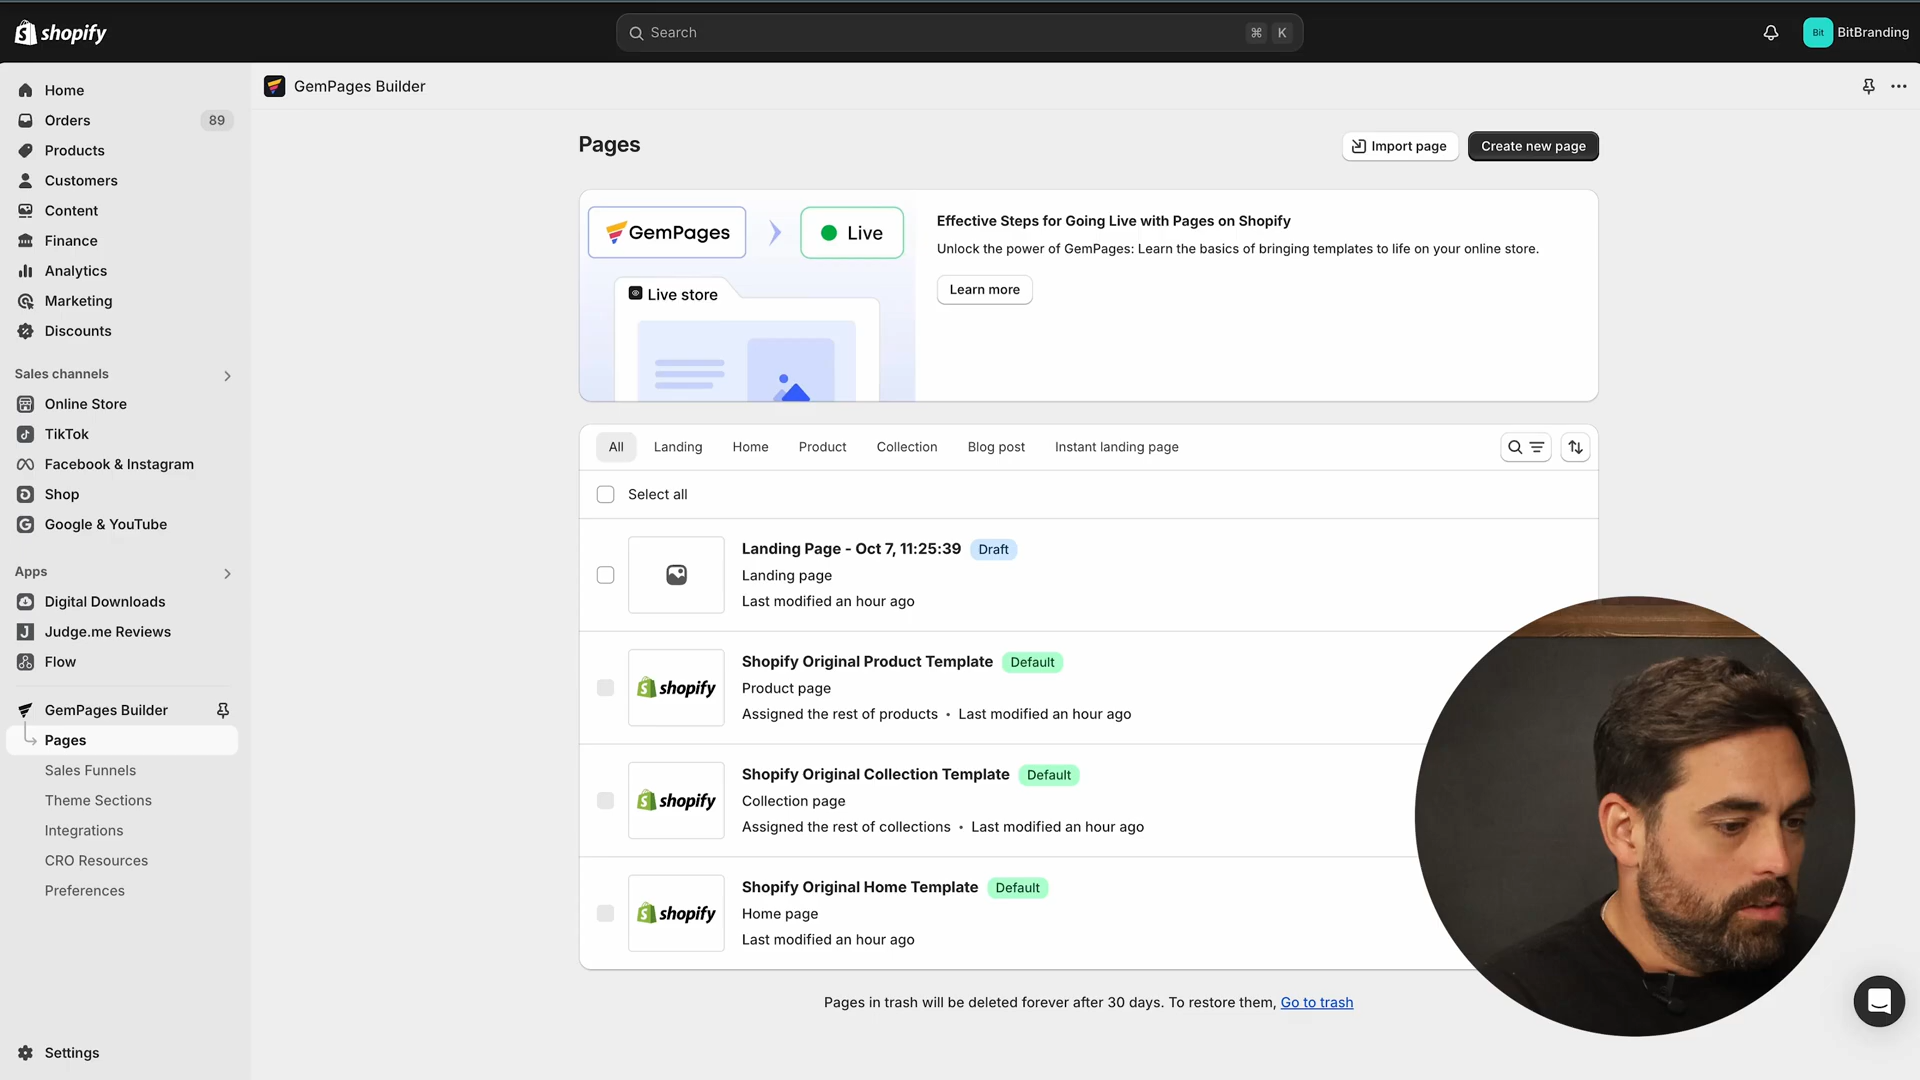 shopify
Search
⌘ K
Bit
BitBranding
Home
Orders
89
Products
Customers
Content
Finance
Analytics
Marketing
Discounts
Sales channels
Online Store
TikTok
Facebook & Instagram
Shop
Google & YouTube
Apps
Digital Downloads
Judge.me Reviews
Flow
GemPages Builder
Pages
Sales Funnels
Theme Sections
Integrations
CRO Resources
Preferences
Settings
GemPages Builder
Pages
Import page
Create new page
GemPages
Live
Live store
Effective Steps for Going Live with Pages on Shopify
Unlock the power of GemPages: Learn the basics of bringing templates to life on your online store.
Learn more
All Landing Home Product Collection Blog post Instant landing page
Select all
Landing Page - Oct 7, 11:25:39 Draft
Landing page
Last modified an hour ago
shopify
Shopify Original Product Template Default
Product page
Assigned the rest of products • Last modified an hour ago
shopify
Shopify Original Collection Template Default
Collection page
Assigned the rest of collections • Last modified an hour ago
shopify
Shopify Original Home Template Default
Home page
Last modified an hour ago
Pages in trash will be deleted forever after 30 days. To restore them, Go to trash